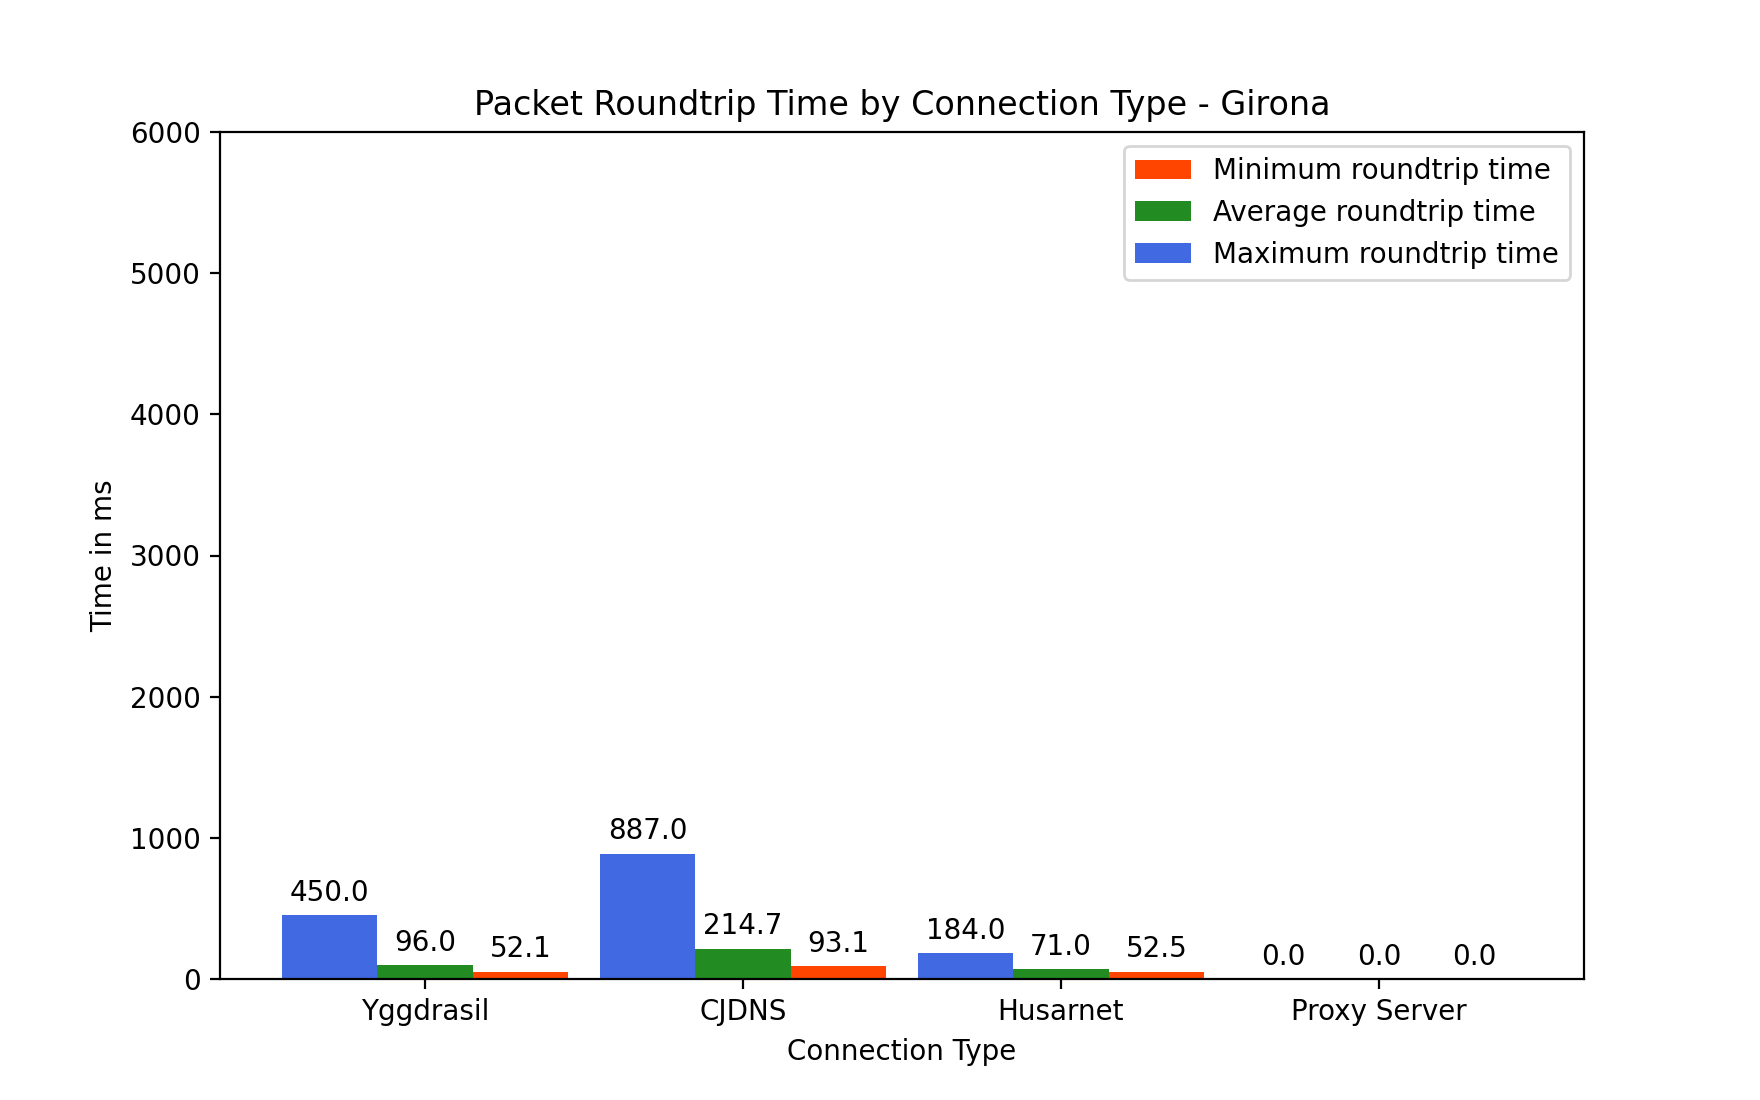 Packet Roundtrip Time by Connection Type - Girona
6000
5000
4000
3000
2000
1000
0
Time in ms
Minimum roundtrip time
Average roundtrip time
Maximum roundtrip time
450.0
96.0
52.1
887.0
214.7
93.1
184.0
71.0
52.5
0.0
0.0
0.0
Yggdrasil
CJDNS
Husarnet
Proxy Server
Connection Type